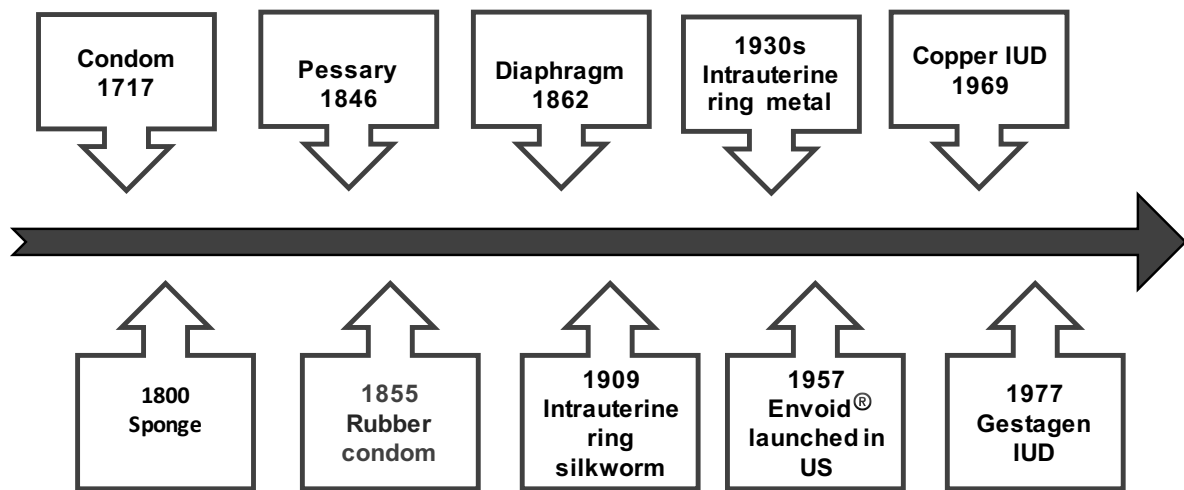 Condom
1717
Pessary
1846
Diaphragm
1862
1930s
Intrauterine
ring metal
Copper IUD
1969
1800
Sponge
1855
Rubber
condom
1909
Intrauterine
ring
silkworm
1957
Envoid®
launched in
US
1977
Gestagen
IUD